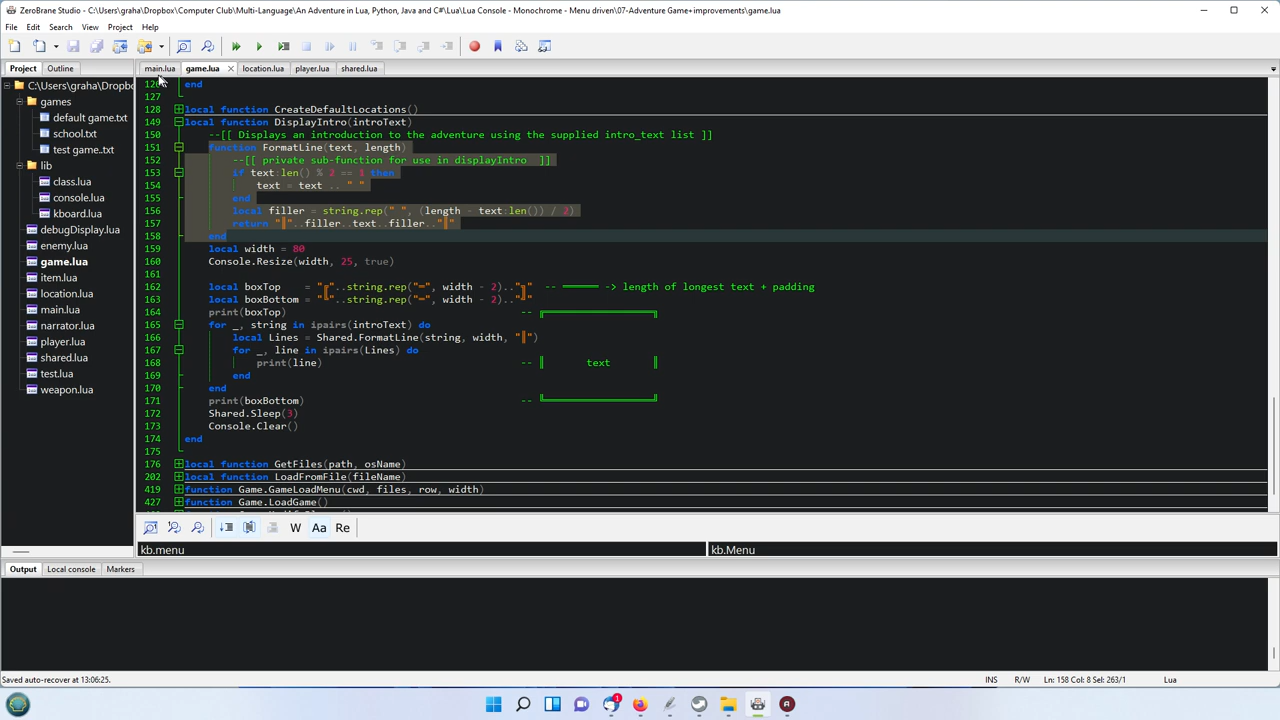 ZeroBrane Studio - C:\Users\graha\Dropbox\Computer Club\Multi-Language\An Adventure in Lua, Python, Java and C#\Lua\Lua Console - Monochrome - Menu driven\07-Adventure Game+improvements\game.lua
File Edit Search View Project Help
Project Outline main.lua game.lua location.lua player.lua shared.lua
C:\Users\graha\Dropbo
games
default game.txt
school.txt
test game..txt
lib
class.lua
console.lua
kboard.lua
debugDisplay.lua
enemy.lua
game.lua
item.lua
location.lua
main.lua
narrator.lua
player.lua
shared.lua
test.lua
weapon.lua
126 end
127
128 local function CreateDefaultLocations()
149 local function DisplayIntro(introText)
150 --[[ Displays an introduction to the adventure using the supplied intro_text list ]]
151 function FormatLine(text, length)
152 --[[ private sub-function for use in displayIntro  ]]
153 if text:len() % 2 == 1 then
154 text = text .. " "
155 end
156 local filler = string.rep(" ", (length - text:len()) / 2)
157 return "║"..filler..text..filler.."║"
158 end
159 local width = 80
160 Console.Resize(width, 25, true)
161
162 local boxTop    = "╔"..string.rep("═", width - 2).."╗"  -- ══════ -> length of longest text + padding
163 local boxBottom = "╚"..string.rep("═", width - 2).."╝"
164 print(boxTop) -- ╔══════════════════╗
165 for _, string in ipairs(introText) do
166 local Lines = Shared.FormatLine(string, width, "║")
167 for _, line in ipairs(Lines) do
168 print(line) -- ║       text       ║
169 end
170 end
171 print(boxBottom) -- ╚══════════════════╝
172 Shared.Sleep(3)
173 Console.Clear()
174 end
175
176 local function GetFiles(path, osName)
202 local function LoadFromFile(fileName)
419 function Game.GameLoadMenu(cwd, files, row, width)
427 function Game.LoadGame()
W Aa Re
kb.menu kb.Menu
Output Local console Markers
Saved auto-recover at 13:06:25. INS R/W Ln: 158 Col: 8 Sel: 263/1 Lua
1